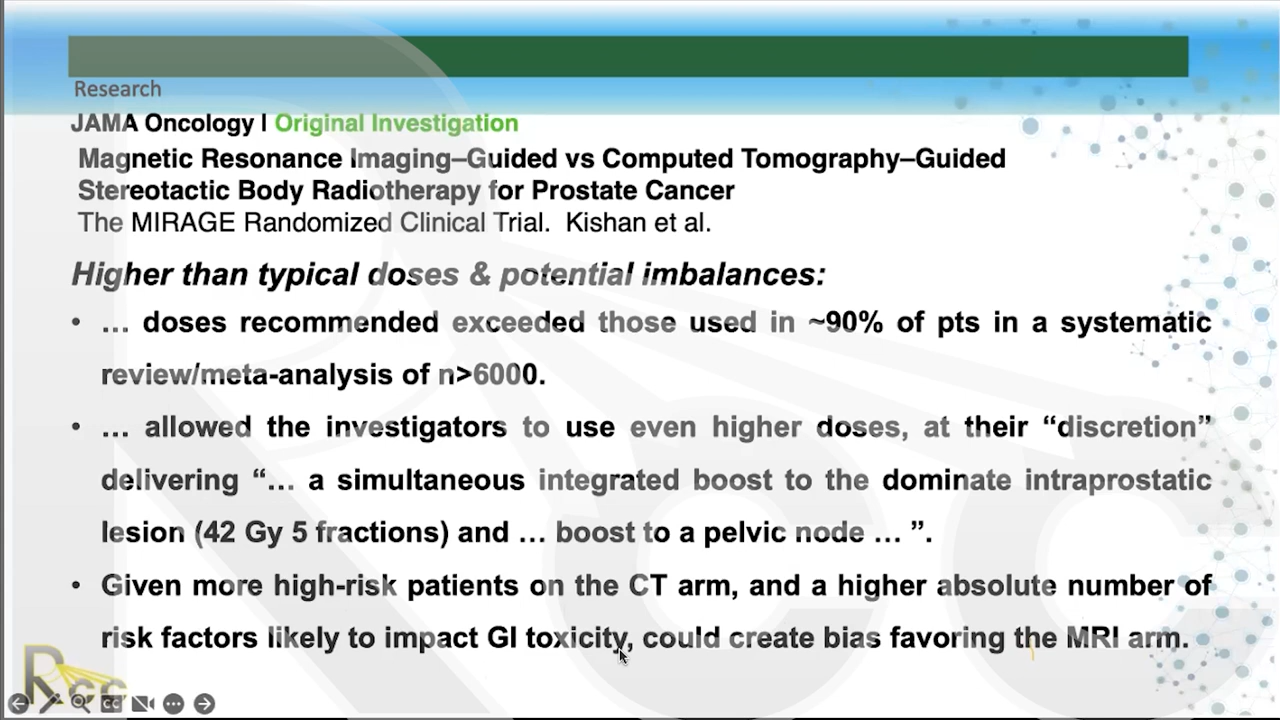 Research
JAMA Oncology | Original Investigation
Magnetic Resonance Imaging–Guided vs Computed Tomography–Guided
Stereotactic Body Radiotherapy for Prostate Cancer
The MIRAGE Randomized Clinical Trial. Kishan et al.
Higher than typical doses & potential imbalances:
• … doses recommended exceeded those used in ~90% of pts in a systematic
review/meta-analysis of n>6000.
• … allowed the investigators to use even higher doses, at their “discretion”
delivering “… a simultaneous integrated boost to the dominate intraprostatic
lesion (42 Gy 5 fractions) and … boost to a pelvic node … ”.
• Given more high-risk patients on the CT arm, and a higher absolute number of
risk factors likely to impact GI toxicity, could create bias favoring the MRI arm.
Rcc
CC